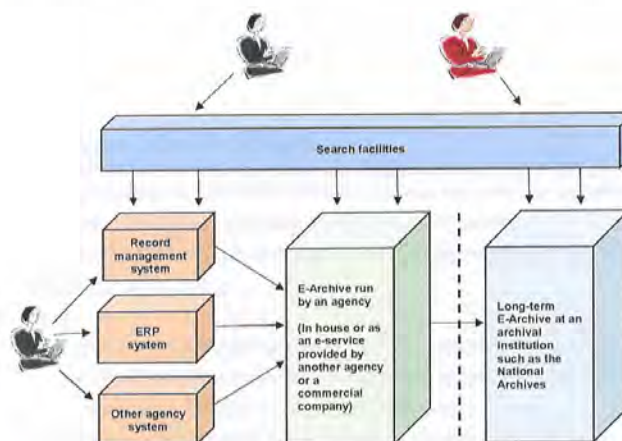 Search facilities
Record
management
system
ERP
system
Other agency
system
E-Archive run
by an agency
(In house or as
an e-service
provided by
another agency
or a
commercial
company)
Long-term
E-Archive at an
archival
institution
such as the
National
Archives